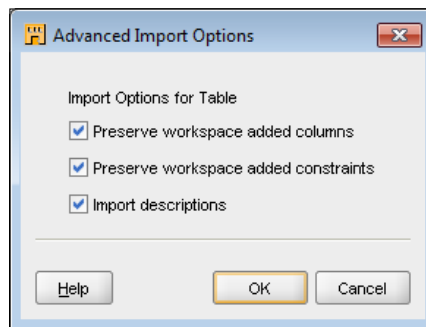 Advanced Import Options
Import Options for Table
Preserve workspace added columns
Preserve workspace added constraints
Import descriptions
Help OK Cancel